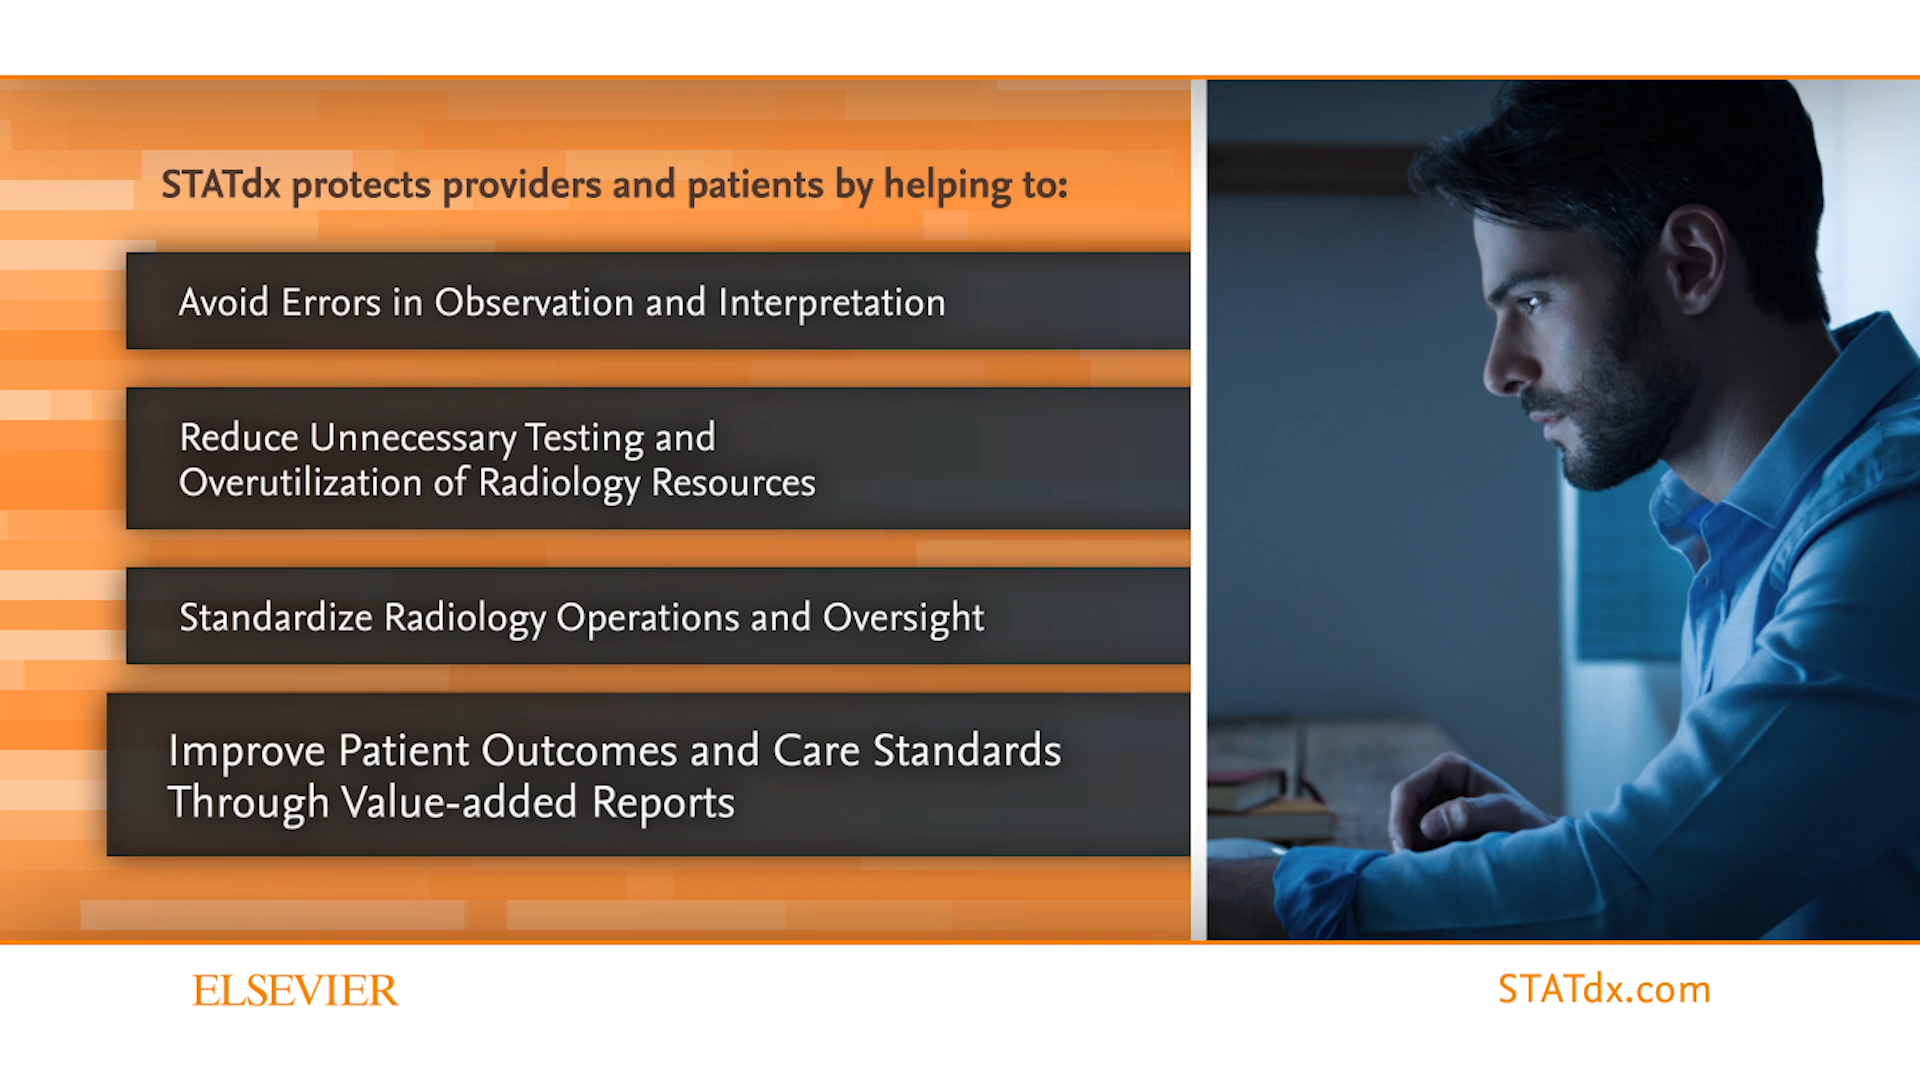 STATdx protects providers and patients by helping to:
Avoid Errors in Observation and Interpretation
Reduce Unnecessary Testing and
Overutilization of Radiology Resources
Standardize Radiology Operations and Oversight
Improve Patient Outcomes and Care Standards
Through Value-added Reports
ELSEVIER
STATdx.com